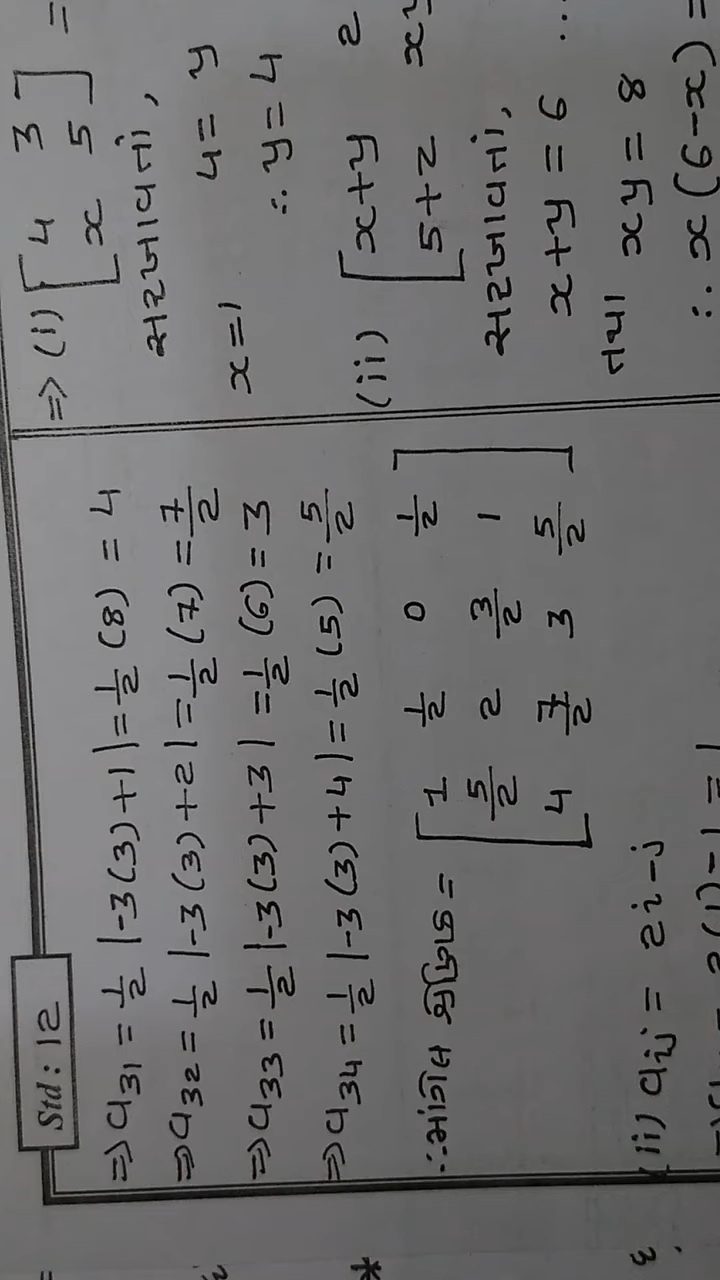 Std : 12
⇒ a₃₁ = 1/2 |-3(3)+1| = 1/2 (8) = 4
⇒ a₃₂ = 1/2 |-3(3)+2| = 1/2 (7) = 7/2
⇒ a₃₃ = 1/2 |-3(3)+3| = 1/2 (6) = 3
⇒ a₃₄ = 1/2 |-3(3)+4| = 1/2 (5) = 5/2
∴ માંગેલ શ્રેણિક = [ 1 1/2 0 1/2
5/2 2 3/2 1
4 7/2 3 5/2 ]
(ii) aᵢⱼ = 2i-j
2(1)-1 = 1
⇒ (i) [ 4 3
x 5 ] =
સરખાવતાં,
x=1 4=y
∴ y=4
(ii) [ x+y 2
5+z xy
સરખાવતાં,
x+y = 6 ...
તથા xy = 8
∴ x(6-x) =